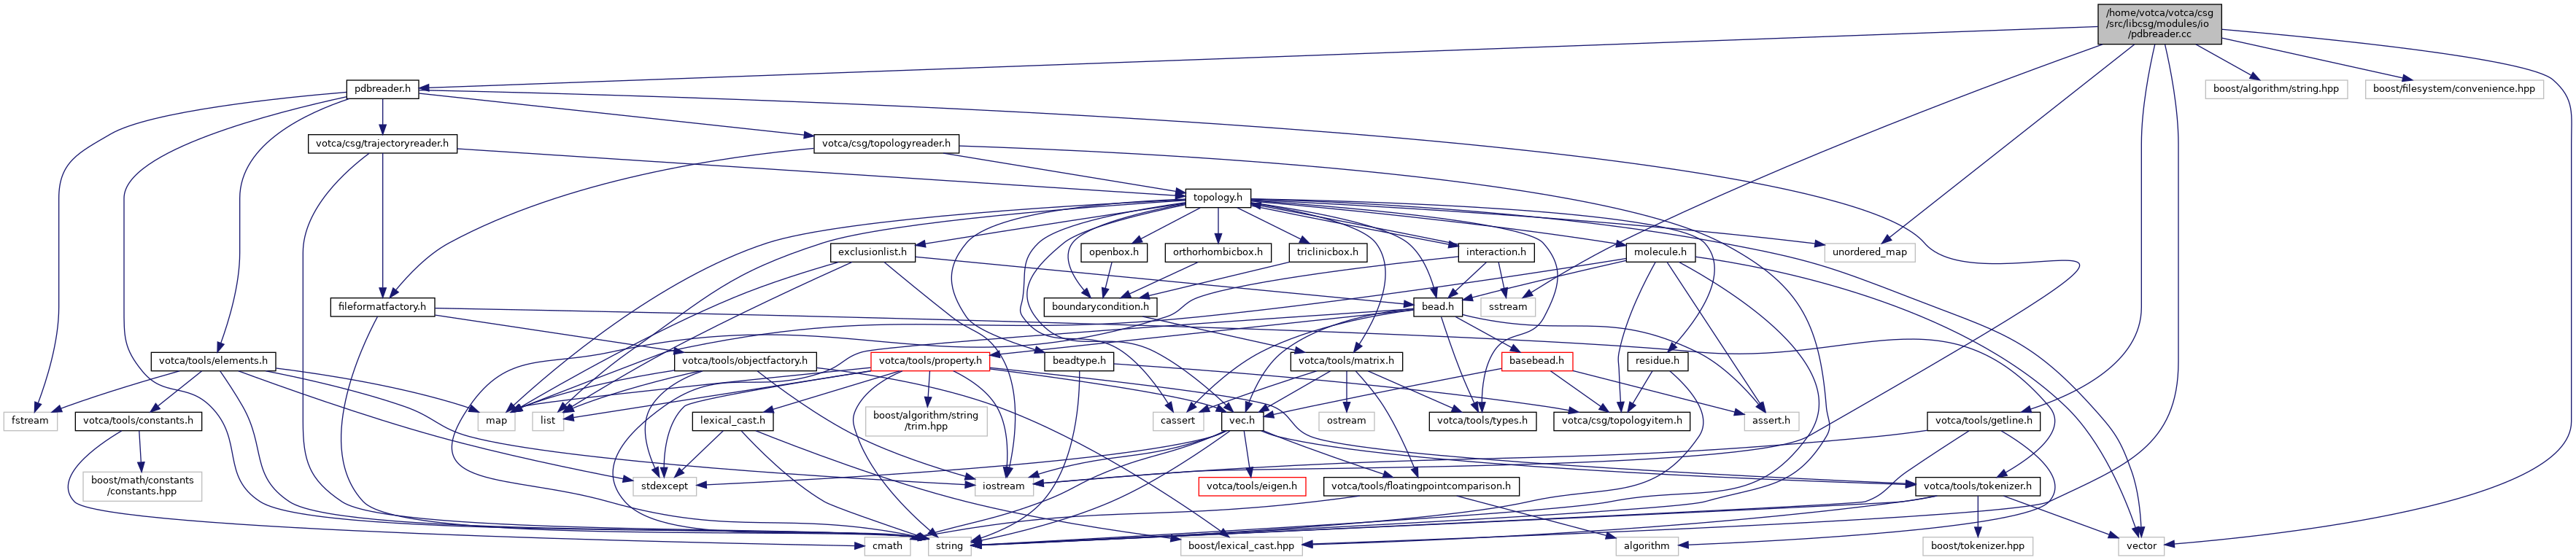 /home/votca/votca/csg
/src/libcsg/modules/io
/pdbreader.cc
pdbreader.h
boost/algorithm/string.hpp
boost/filesystem/convenience.hpp
votca/csg/trajectoryreader.h
votca/csg/topologyreader.h
topology.h
exclusionlist.h
openbox.h
orthorhombicbox.h
triclinicbox.h
interaction.h
molecule.h
unordered_map
fileformatfactory.h
boundarycondition.h
bead.h
sstream
votca/tools/elements.h
votca/tools/objectfactory.h
votca/tools/property.h
beadtype.h
votca/tools/matrix.h
basebead.h
residue.h
fstream
votca/tools/constants.h
map
list
lexical_cast.h
boost/algorithm/string
/trim.hpp
cassert
vec.h
ostream
votca/tools/types.h
votca/csg/topologyitem.h
assert.h
votca/tools/getline.h
boost/math/constants
/constants.hpp
stdexcept
iostream
votca/tools/eigen.h
votca/tools/floatingpointcomparison.h
votca/tools/tokenizer.h
cmath
string
boost/lexical_cast.hpp
algorithm
boost/tokenizer.hpp
vector